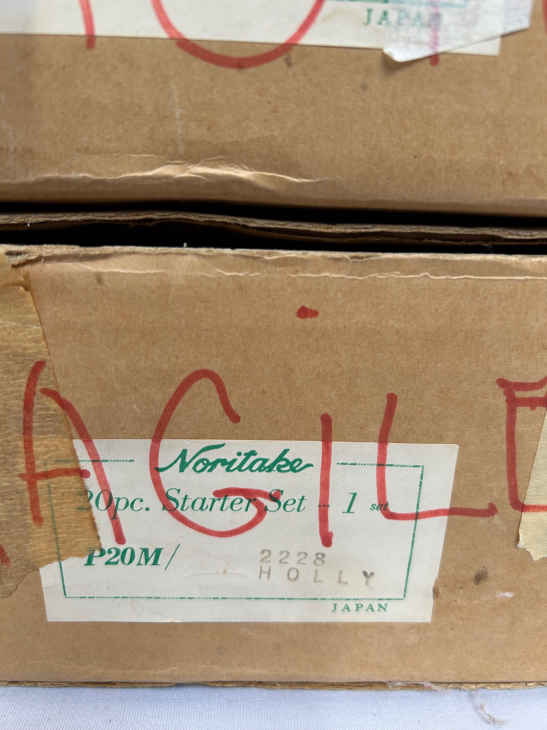 JAPAN
AGILE
Noritake
20pc. Starter Set - 1 set
P20M/ 2228
HOLLY
JAPAN